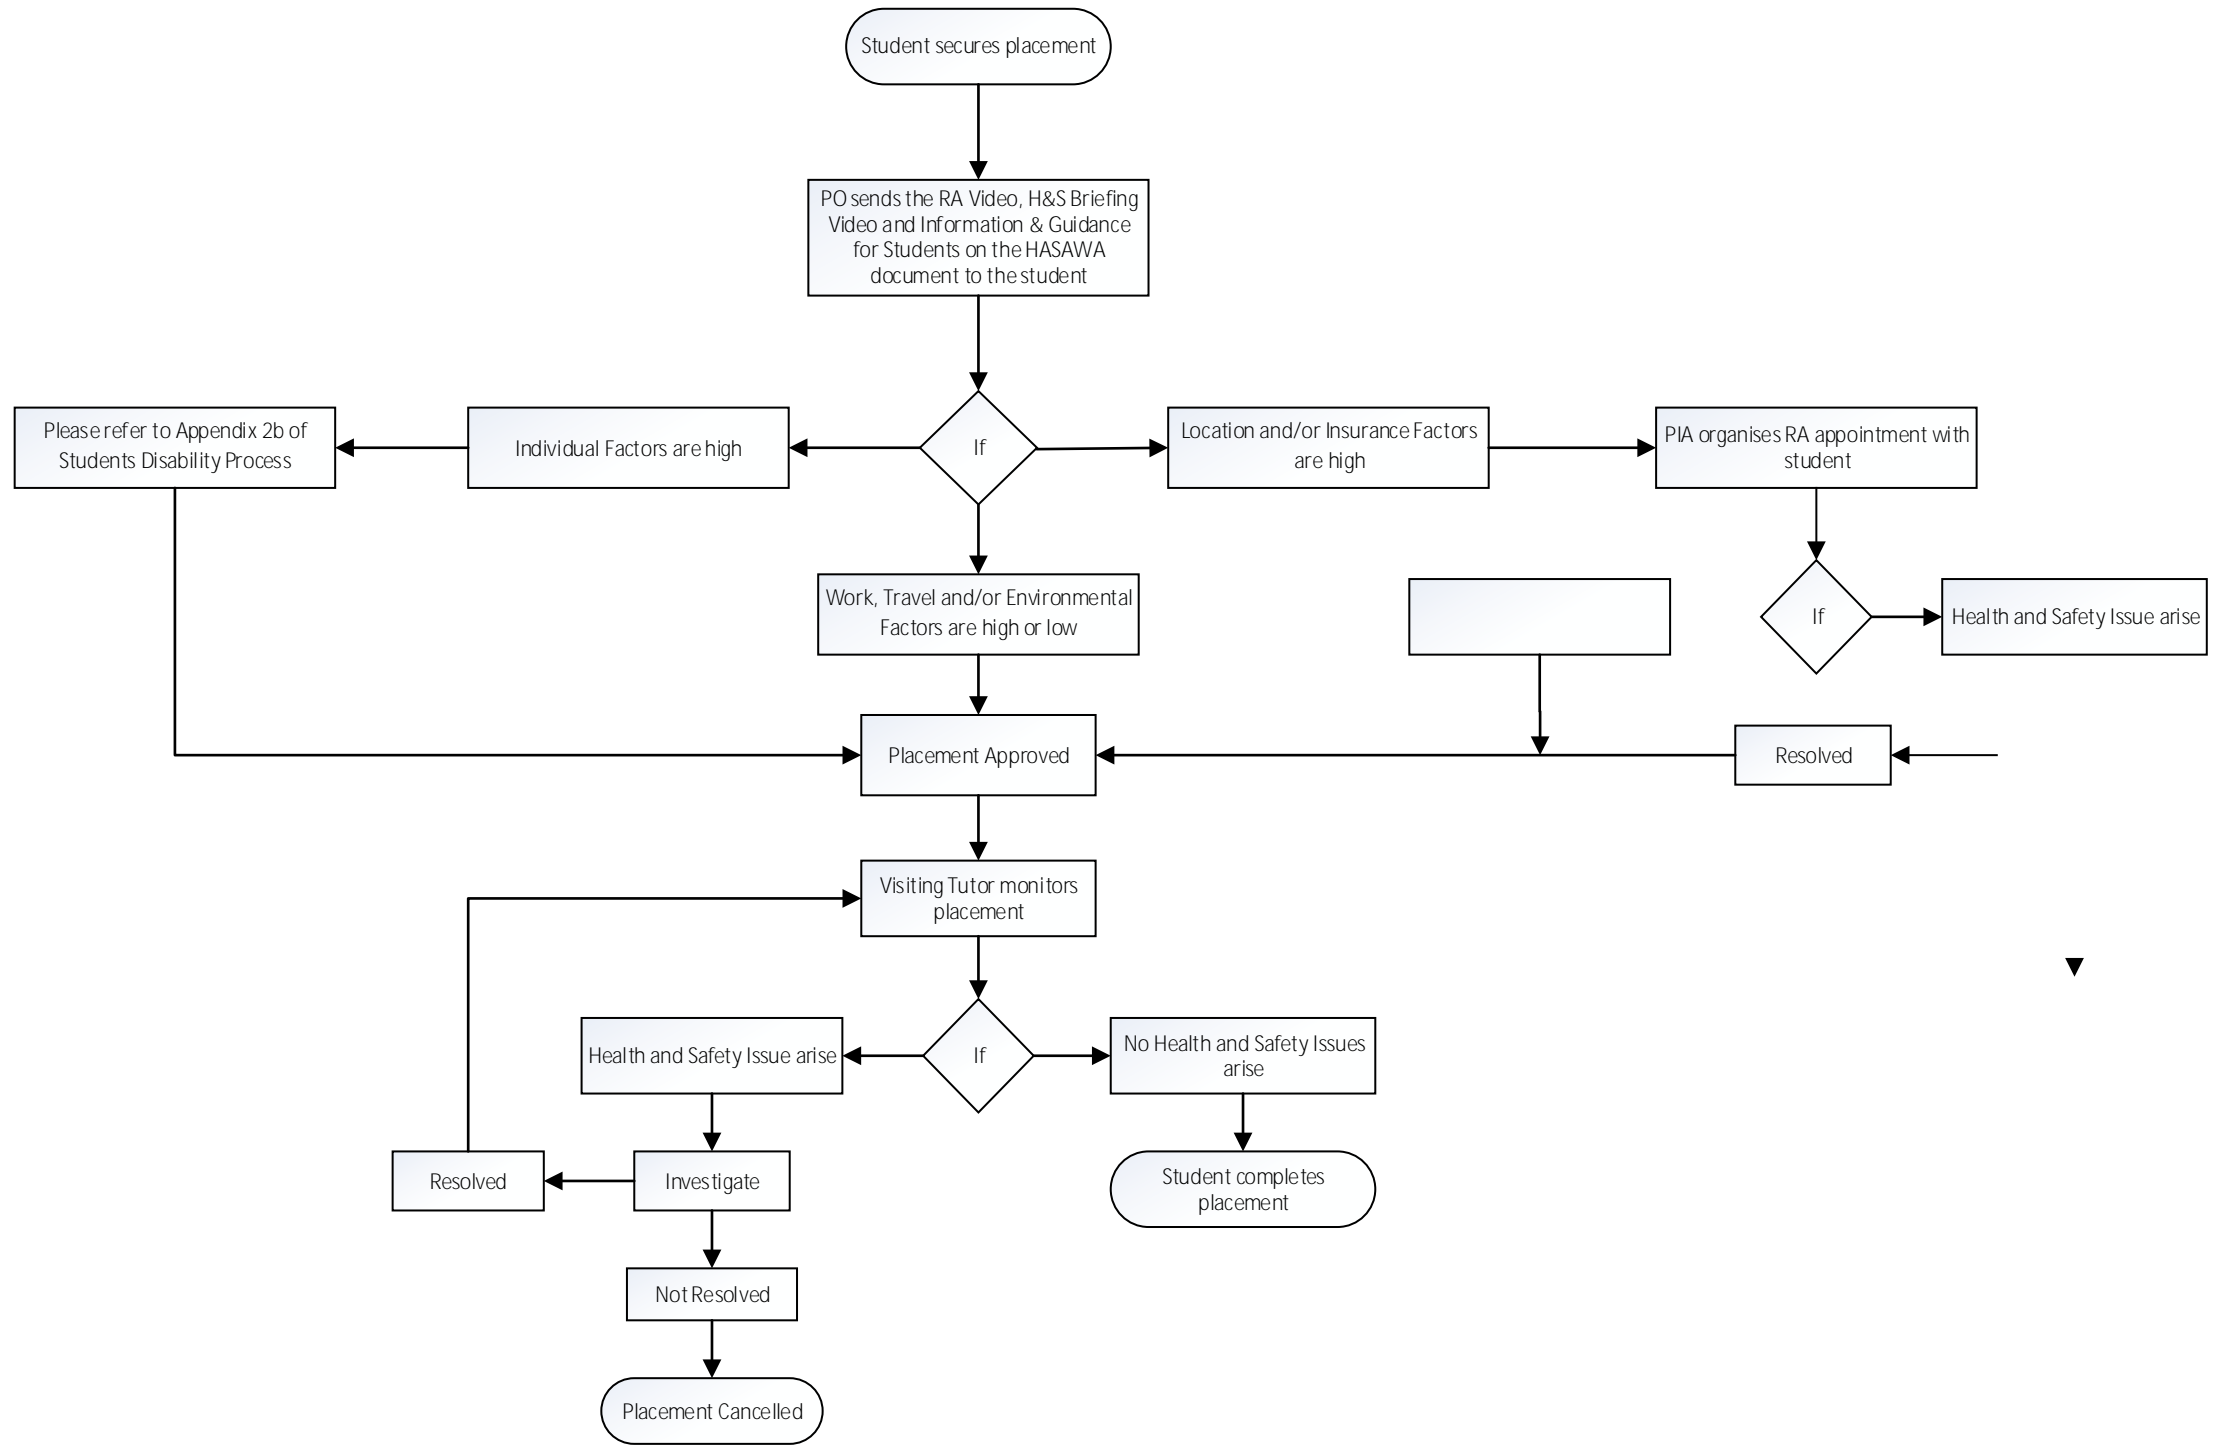 Student secures placement
PO sends the RA Video, H&S Briefing
Video and Information & Guidance
for Students on the HASAWA
document to the student
Please refer to Appendix 2b of
Students Disability Process
Individual Factors are high
If
Location and/or Insurance Factors
are high
PIA organises RA appointment with
student
Work, Travel and/or Environmental
Factors are high or low
If
Health and Safety Issue arise
Placement Approved
Resolved
Visiting Tutor monitors
placement
Health and Safety Issue arise
If
No Health and Safety Issues
arise
Resolved
Investigate
Student completes
placement
Not Resolved
Placement Cancelled